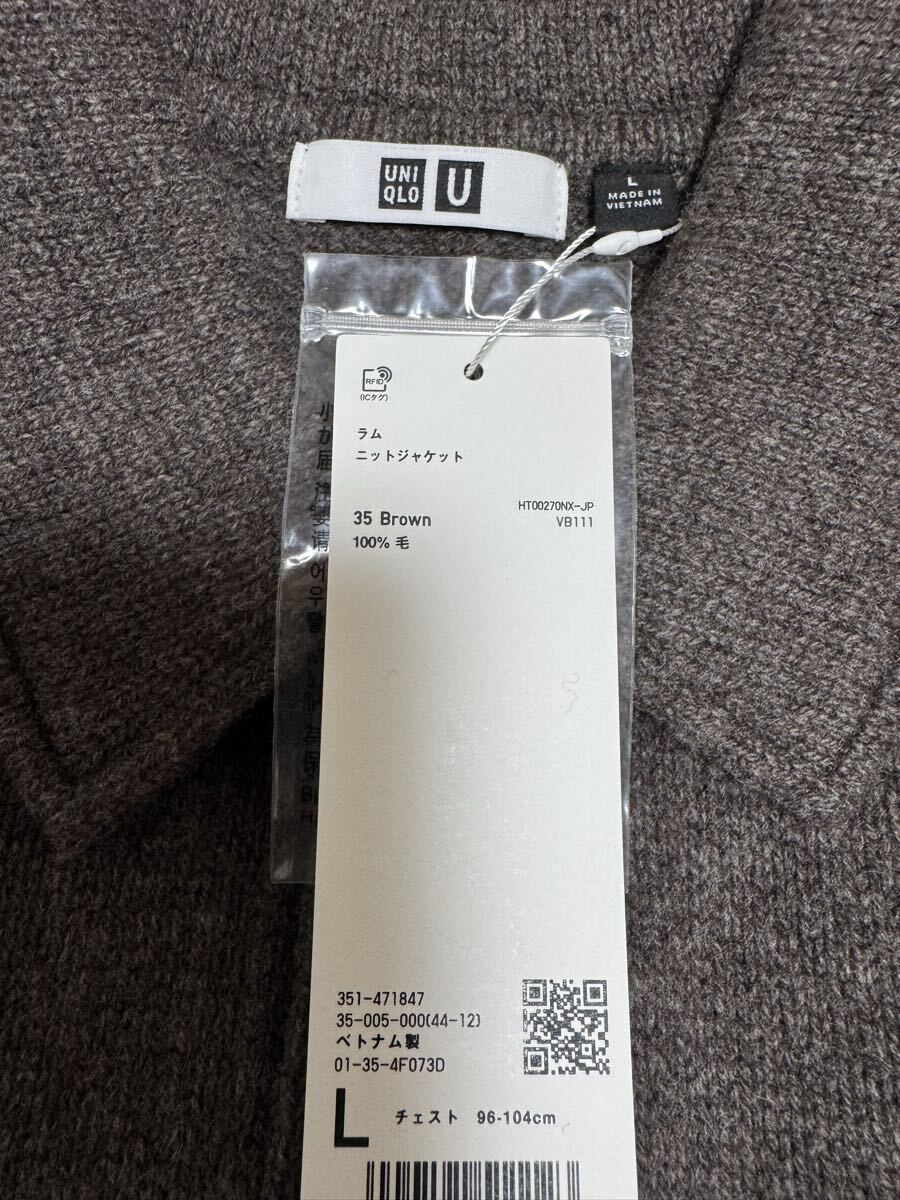 UNI
QLO
U
L
MADE IN
VIETNAM
RFID
(ICタグ)
ラム
ニットジャケット
35 Brown
100% 毛
HT00270NX-JP
VB111
351-471847
35-005-000(44-12)
ベトナム製
01-35-4F073D
L
チェスト 96-104cm